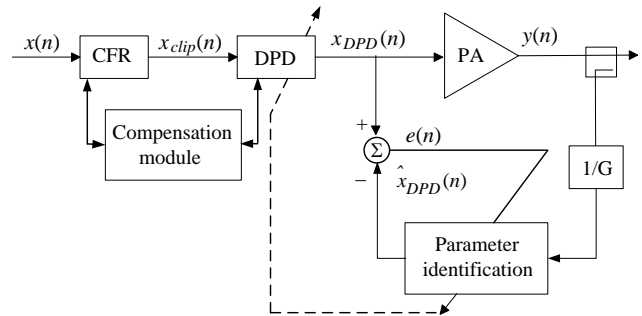 x(n)
CFR
x_clip(n)
DPD
x_DPD(n)
PA
y(n)
Compensation
module
+
Σ
e(n)
−
x̂_DPD(n)
1/G
Parameter
identification